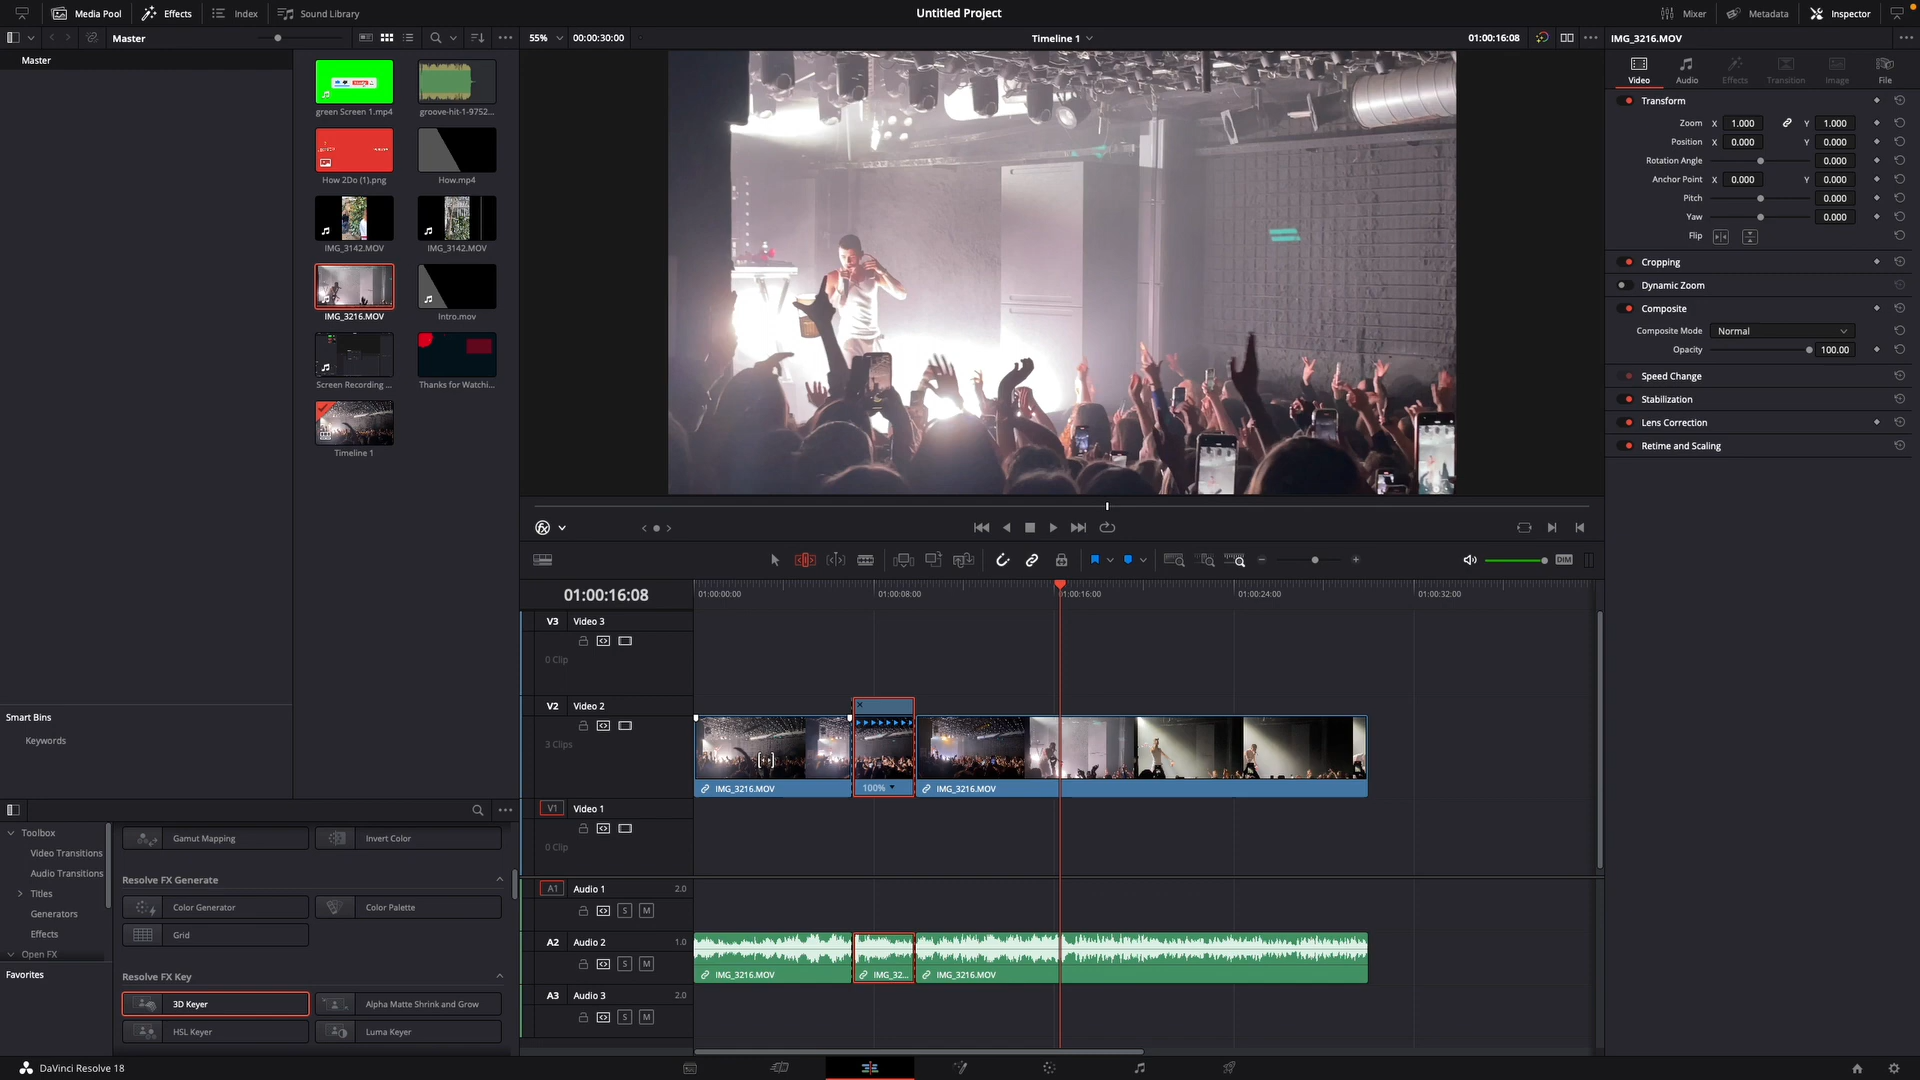 Media Pool
Effects
Index
Sound Library
Untitled Project
Mixer
Metadata
Inspector
Master
55%
00:00:30:00
Timeline 1
01:00:16:08
IMG_3216.MOV
Master
green Screen 1.mp4
groove-hit-1-9752...
How 2Do (1).png
How.mp4
IMG_3142.MOV
IMG_3142.MOV
IMG_3216.MOV
Intro.mov
Screen Recording ...
Thanks for Watchi...
Timeline 1
Video
Audio
Effects
Transition
Image
File
Transform
Zoom X 1.000 Y 1.000
Position X 0.000 Y 0.000
Rotation Angle 0.000
Anchor Point X 0.000 Y 0.000
Pitch 0.000
Yaw 0.000
Flip
Cropping
Dynamic Zoom
Composite
Composite Mode Normal
Opacity 100.00
Speed Change
Stabilization
Lens Correction
Retime and Scaling
Smart Bins
Keywords
DIM
01:00:16:08
01:00:00:00
01:00:08:00
01:00:16:00
01:00:24:00
01:00:32:00
V3 Video 3
0 Clip
V2 Video 2
3 Clips
IMG_3216.MOV
100%
IMG_3216.MOV
V1 Video 1
0 Clip
A1 Audio 1 2.0
S M
A2 Audio 2 1.0
S M
IMG_3216.MOV
IMG_32...
IMG_3216.MOV
A3 Audio 3 2.0
S M
Toolbox
Video Transitions
Audio Transitions
Titles
Generators
Effects
Open FX
Favorites
Gamut Mapping
Invert Color
Resolve FX Generate
Color Generator
Color Palette
Grid
Resolve FX Key
3D Keyer
Alpha Matte Shrink and Grow
HSL Keyer
Luma Keyer
DaVinci Resolve 18